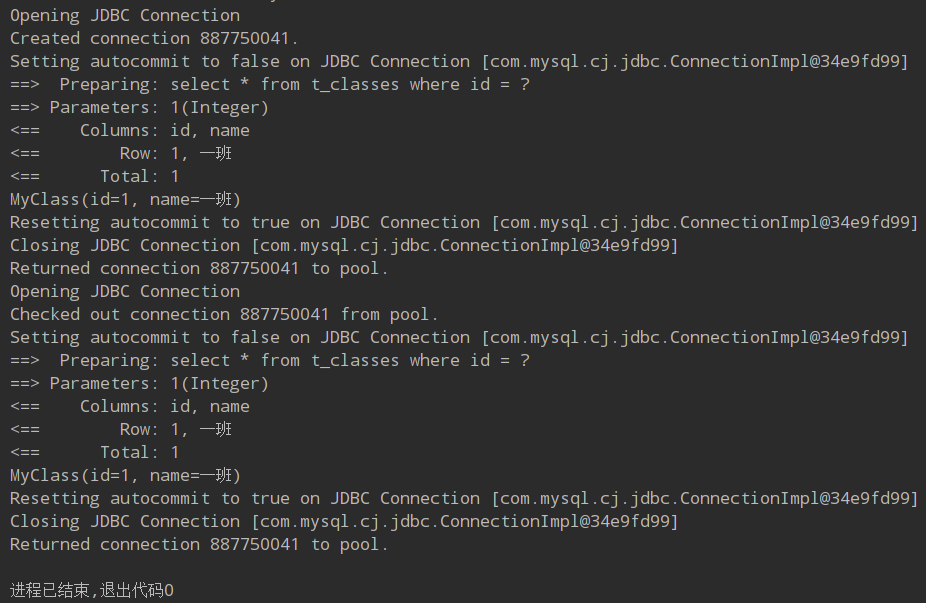 Opening JDBC Connection
Created connection 887750041.
Setting autocommit to false on JDBC Connection [com.mysql.cj.jdbc.ConnectionImpl@34e9fd99]
==>  Preparing: select * from t_classes where id = ?
==> Parameters: 1(Integer)
<==    Columns: id, name
<==        Row: 1, 一班
<==      Total: 1
MyClass(id=1, name=一班)
Resetting autocommit to true on JDBC Connection [com.mysql.cj.jdbc.ConnectionImpl@34e9fd99]
Closing JDBC Connection [com.mysql.cj.jdbc.ConnectionImpl@34e9fd99]
Returned connection 887750041 to pool.
Opening JDBC Connection
Checked out connection 887750041 from pool.
Setting autocommit to false on JDBC Connection [com.mysql.cj.jdbc.ConnectionImpl@34e9fd99]
==>  Preparing: select * from t_classes where id = ?
==> Parameters: 1(Integer)
<==    Columns: id, name
<==        Row: 1, 一班
<==      Total: 1
MyClass(id=1, name=一班)
Resetting autocommit to true on JDBC Connection [com.mysql.cj.jdbc.ConnectionImpl@34e9fd99]
Closing JDBC Connection [com.mysql.cj.jdbc.ConnectionImpl@34e9fd99]
Returned connection 887750041 to pool.
进程已结束,退出代码0